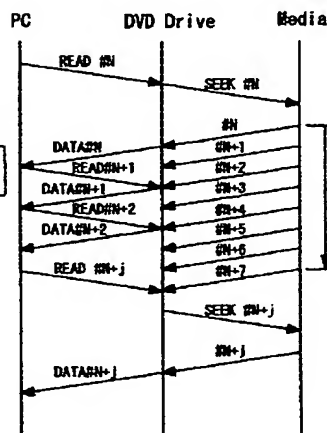 PC DVD Drive Media
READ #N
SEEK #N
#N
DATA#N
#N+1
READ#N+1
#N+2
DATA#N+1
#N+3
READ#N+2
#N+4
DATA#N+2
#N+5
#N+6
READ #N+j
#N+7
SEEK #N+j
#N+j
DATA#N+j